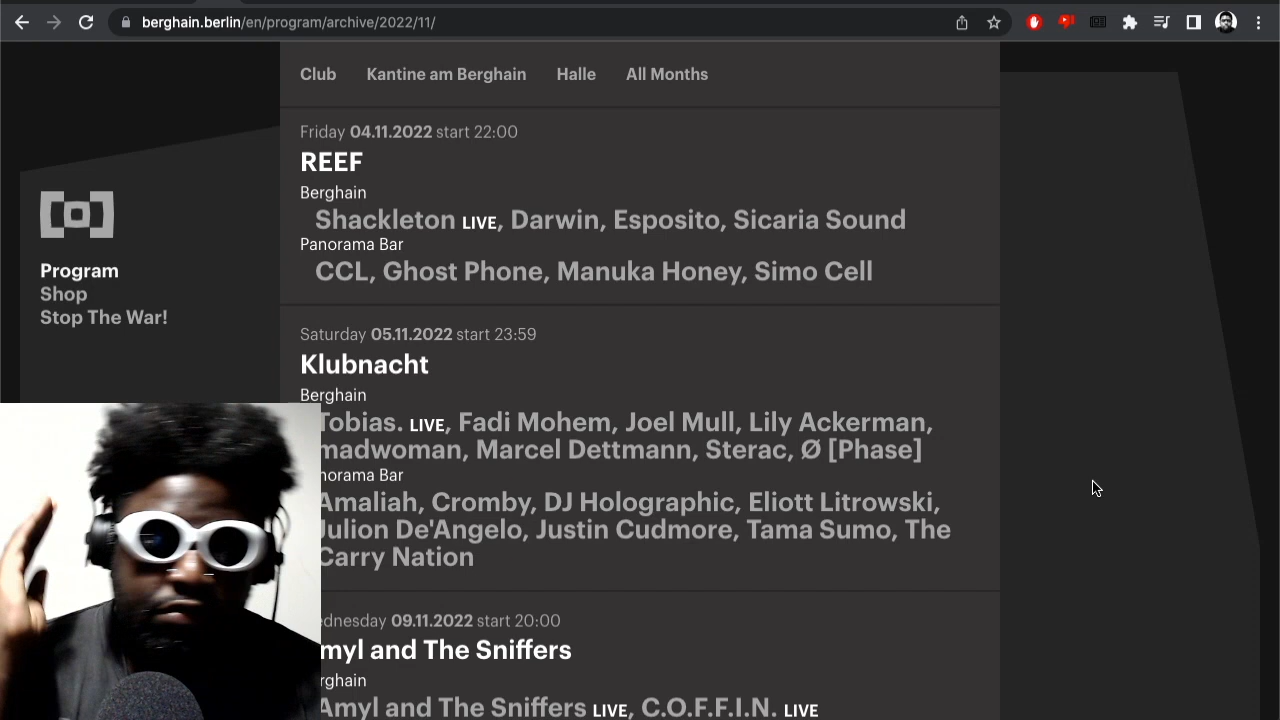 berghain.berlin/en/program/archive/2022/11/
Club Kantine am Berghain Halle All Months
Friday 04.11.2022 start 22:00
REEF
Berghain
Shackleton LIVE, Darwin, Esposito, Sicaria Sound
Panorama Bar
CCL, Ghost Phone, Manuka Honey, Simo Cell
Program
Shop
Stop The War!
Saturday 05.11.2022 start 23:59
Klubnacht
Berghain
Tobias. LIVE, Fadi Mohem, Joel Mull, Lily Ackerman,
madwoman, Marcel Dettmann, Sterac, Ø [Phase]
norama Bar
Amaliah, Cromby, DJ Holographic, Eliott Litrowski,
Julion De'Angelo, Justin Cudmore, Tama Sumo, The
Carry Nation
ednesday 09.11.2022 start 20:00
myl and The Sniffers
rghain
Amyl and The Sniffers LIVE, C.O.F.F.I.N. LIVE